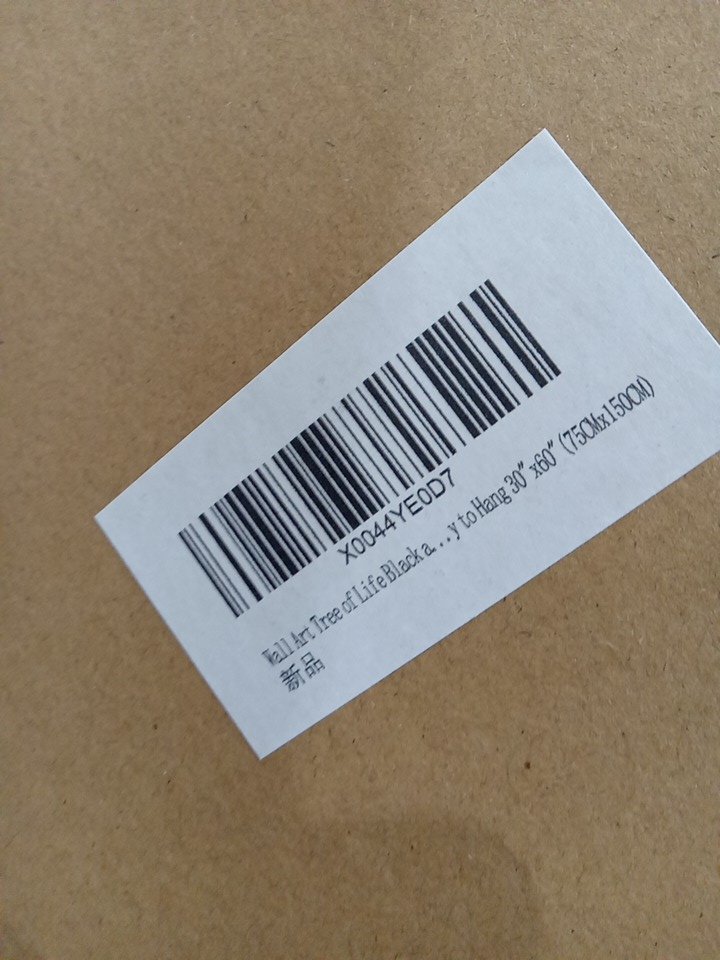 X0044YE0D7
Wall Art Tree of Life Black a...y to Hang 30" x60" (75CMx150CM)
新品